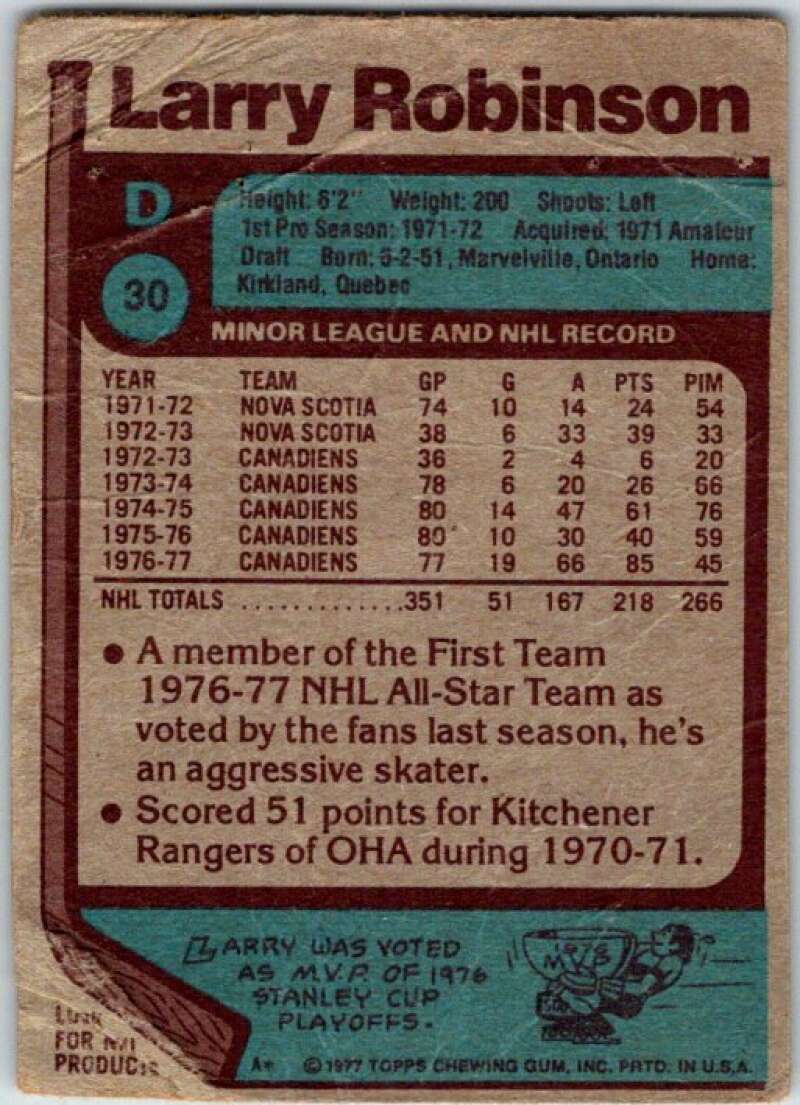 Larry Robinson
D
30
Height: 6'2" Weight: 200 Shoots: Left
1st Pro Season: 1971-72 Acquired: 1971 Amateur
Draft Born: 6-2-51, Marvelville, Ontario Home:
Kirkland, Quebec
MINOR LEAGUE AND NHL RECORD
YEAR TEAM GP G A PTS PIM
1971-72 NOVA SCOTIA 74 10 14 24 54
1972-73 NOVA SCOTIA 38 6 33 39 33
1972-73 CANADIENS 36 2 4 6 20
1973-74 CANADIENS 78 6 20 26 66
1974-75 CANADIENS 80 14 47 61 76
1975-76 CANADIENS 80 10 30 40 59
1976-77 CANADIENS 77 19 66 85 45
NHL TOTALS .............351 51 167 218 266
● A member of the First Team
1976-77 NHL All-Star Team as
voted by the fans last season, he's
an aggressive skater.
● Scored 51 points for Kitchener
Rangers of OHA during 1970-71.
LARRY WAS VOTED
AS M.V.P. OF 1976
STANLEY CUP
PLAYOFFS.
1976
MVP
LOOK
FOR NHL
PRODUCTS
A* ©1977 TOPPS CHEWING GUM, INC. PRTD. IN U.S.A.